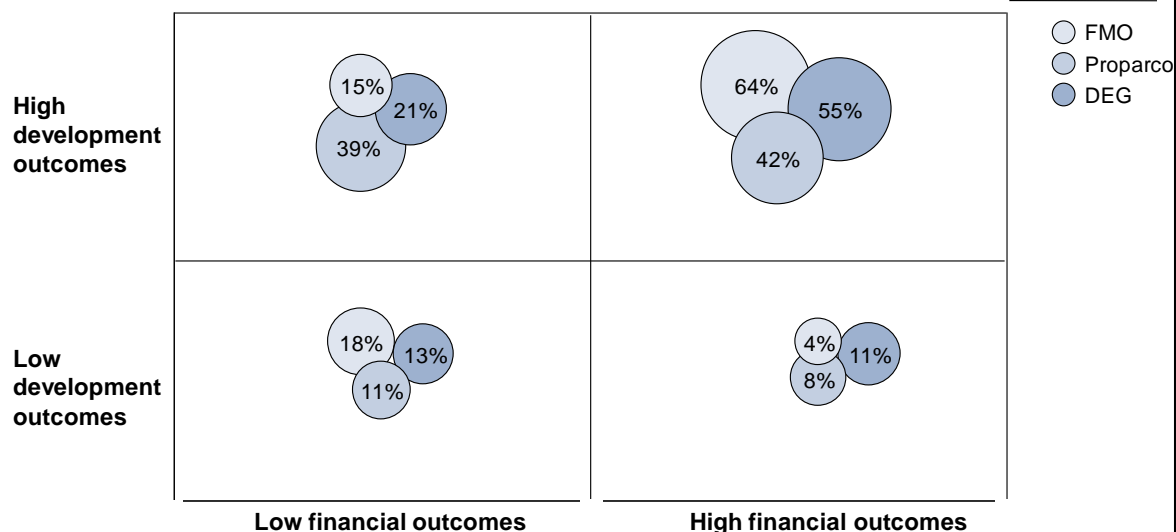 FMO
Proparco
DEG
High
development
outcomes
15%
21%
39%
64%
55%
42%
Low
development
outcomes
18%
13%
11%
4%
11%
8%
Low financial outcomes
High financial outcomes